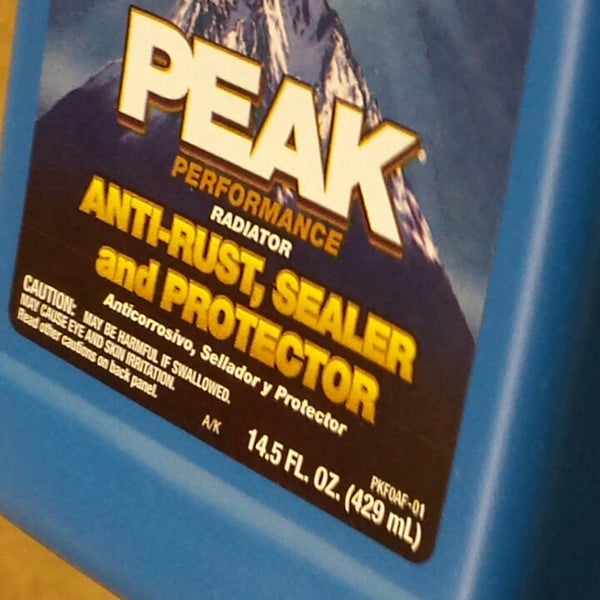 PEAK
PERFORMANCE
RADIATOR
ANTI-RUST, SEALER
and PROTECTOR
Anticorrosivo, Sellador y Protector
CAUTION: MAY BE HARMFUL IF SWALLOWED.
MAY CAUSE EYE AND SKIN IRRITATION.
Read other cautions on back panel.
A/K
PKFOAF-01
14.5 FL. OZ. (429 mL)